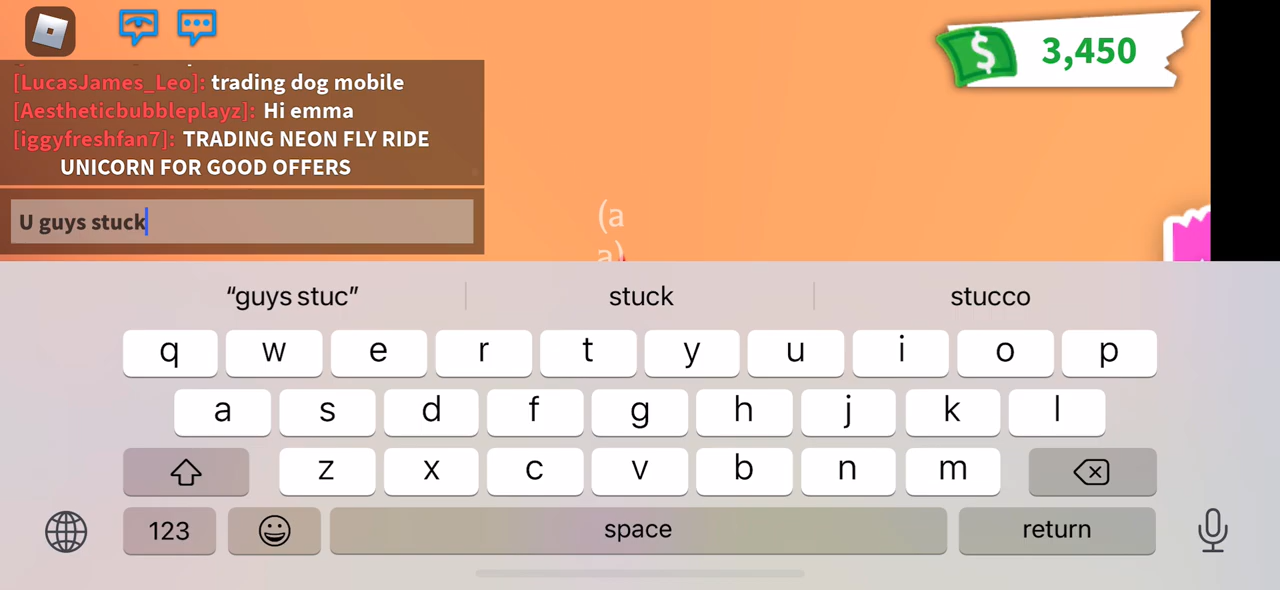 3,450
[LucasJames_Leo]: trading dog mobile
[Aestheticbubbleplayz]: Hi emma
[iggyfreshfan7]: TRADING NEON FLY RIDE
UNICORN FOR GOOD OFFERS
U guys stuck
(a
a)
“guys stuc” stuck stucco
q w e r t y u i o p
a s d f g h j k l
z x c v b n m
123 space return